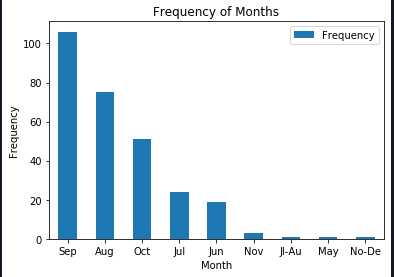 Frequency of Months
Frequency
100
80
60
40
20
0
Frequency
Sep Aug Oct Jul Jun Nov Jl-Au May No-De
Month